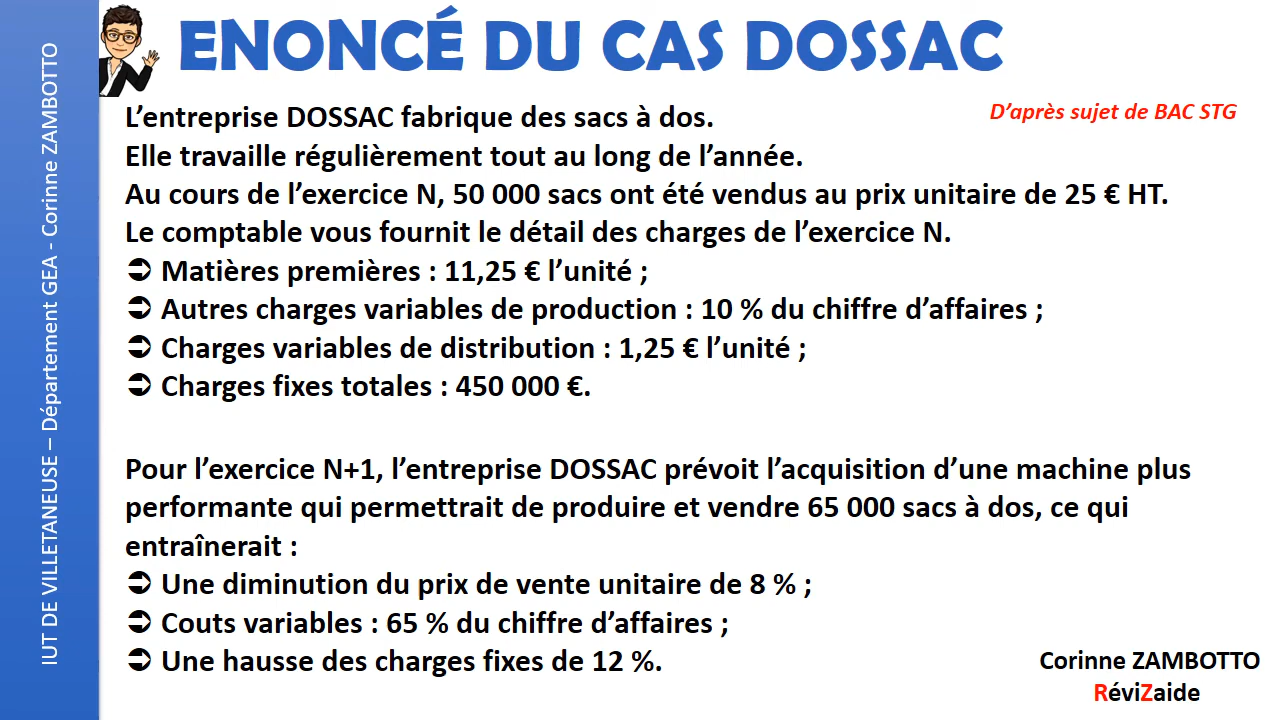 IUT DE VILLETANEUSE – Département GEA - Corinne ZAMBOTTO
ENONCÉ DU CAS DOSSAC
D’après sujet de BAC STG
L’entreprise DOSSAC fabrique des sacs à dos.
Elle travaille régulièrement tout au long de l’année.
Au cours de l’exercice N, 50 000 sacs ont été vendus au prix unitaire de 25 € HT.
Le comptable vous fournit le détail des charges de l’exercice N.
➲ Matières premières : 11,25 € l’unité ;
➲ Autres charges variables de production : 10 % du chiffre d’affaires ;
➲ Charges variables de distribution : 1,25 € l’unité ;
➲ Charges fixes totales : 450 000 €.
Pour l’exercice N+1, l’entreprise DOSSAC prévoit l’acquisition d’une machine plus
performante qui permettrait de produire et vendre 65 000 sacs à dos, ce qui
entraînerait :
➲ Une diminution du prix de vente unitaire de 8 % ;
➲ Couts variables : 65 % du chiffre d’affaires ;
➲ Une hausse des charges fixes de 12 %.
Corinne ZAMBOTTO
RéviZaide